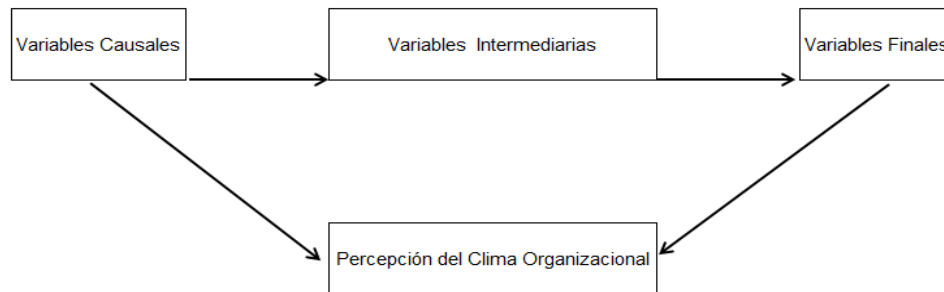 Variables Causales
Variables Intermediarias
Variables Finales
Percepción del Clima Organizacional